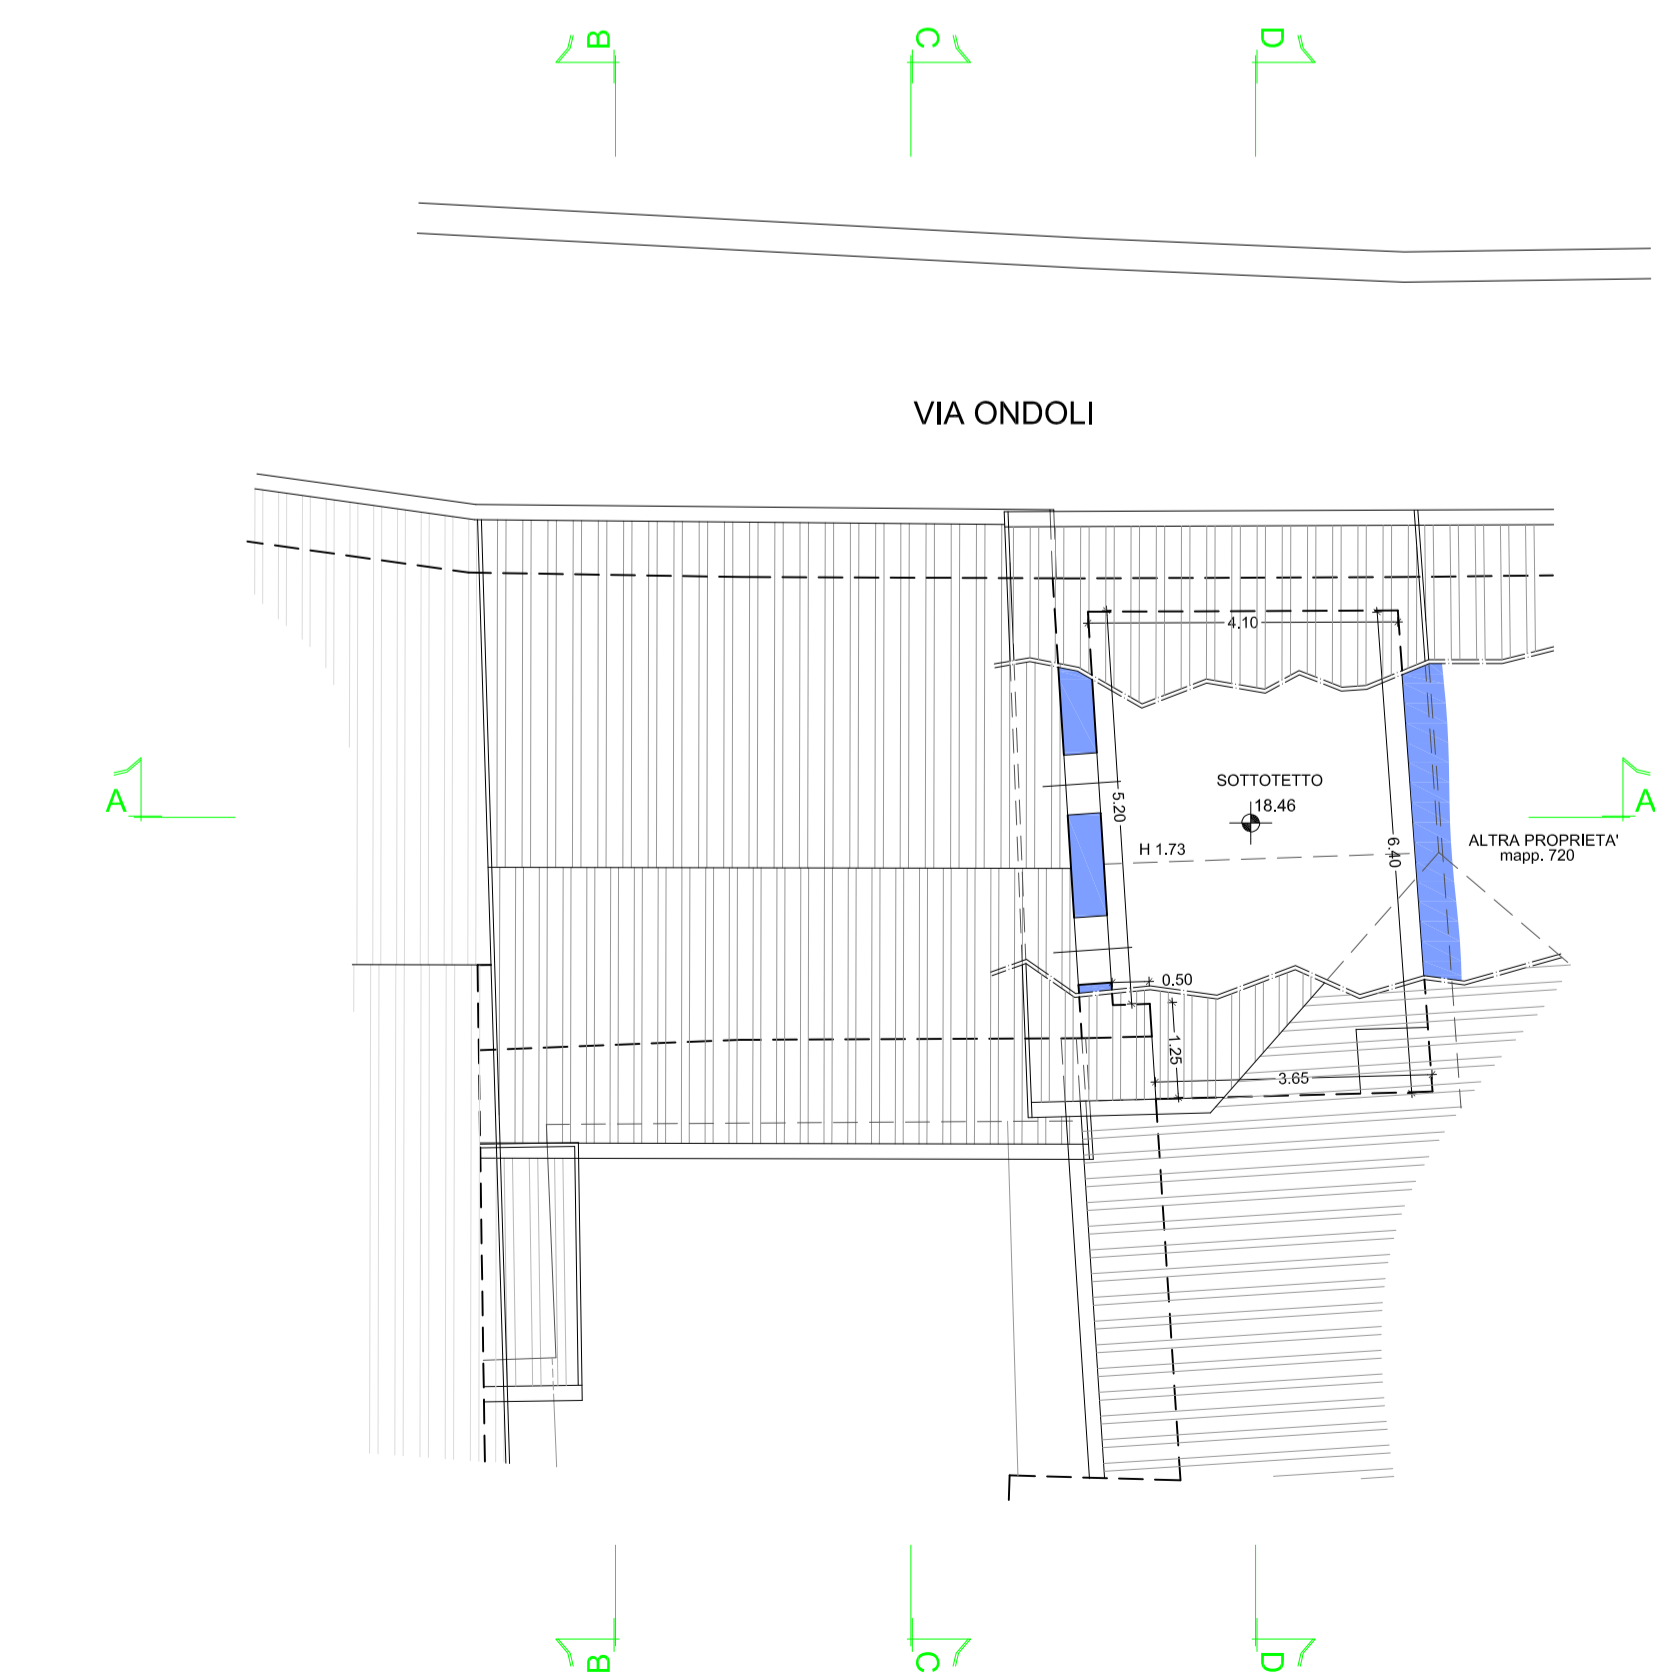 B
C
D
VIA ONDOLI
4.10
SOTTOTETTO
18.46
5.20
A
A
H 1.73
6.40
ALTRA PROPRIETA'
mapp. 720
0.50
1.25
3.65
B
C
D